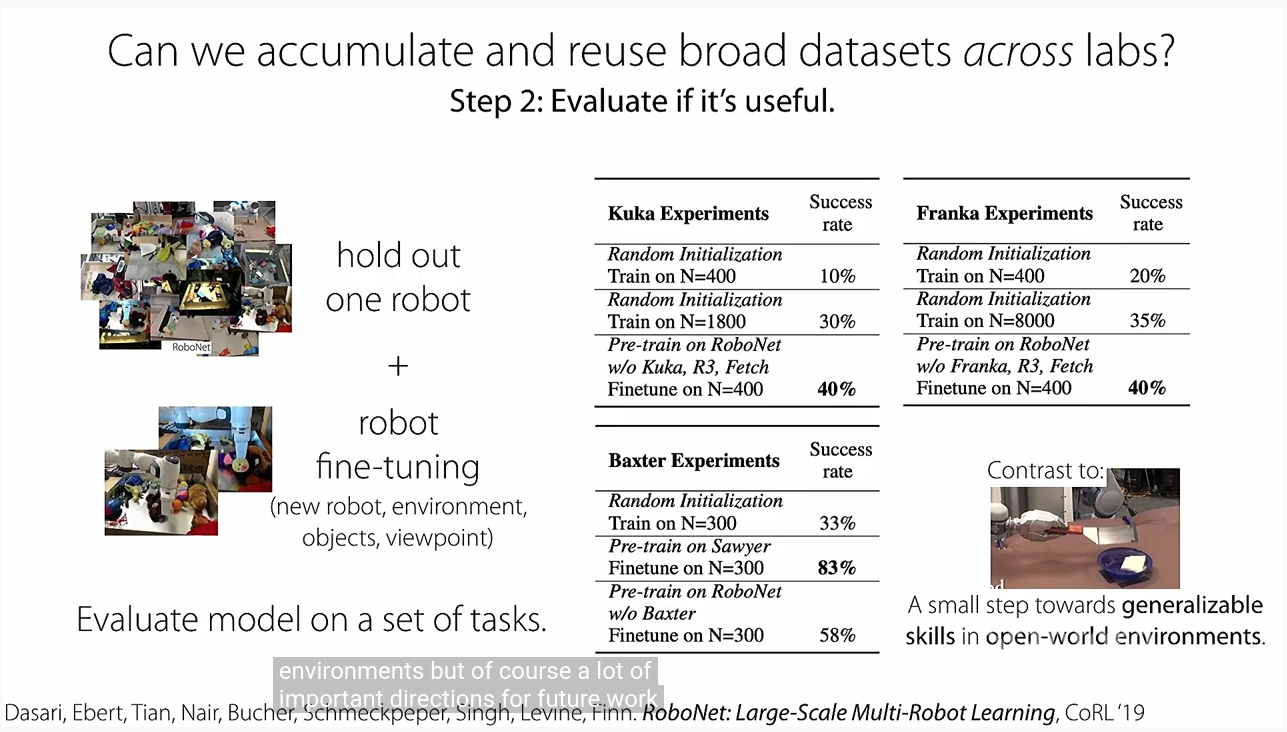 Can we accumulate and reuse broad datasets across labs?
Step 2: Evaluate if it's useful.
RoboNet
hold out
one robot
+
robot
fine-tuning
(new robot, environment,
objects, viewpoint)
Evaluate model on a set of tasks.
Kuka Experiments Success rate
Random Initialization
Train on N=400 10%
Random Initialization
Train on N=1800 30%
Pre-train on RoboNet
w/o Kuka, R3, Fetch
Finetune on N=400 40%
Franka Experiments Success rate
Random Initialization
Train on N=400 20%
Random Initialization
Train on N=8000 35%
Pre-train on RoboNet
w/o Franka, R3, Fetch
Finetune on N=400 40%
Baxter Experiments Success rate
Random Initialization
Train on N=300 33%
Pre-train on Sawyer
Finetune on N=300 83%
Pre-train on RoboNet
w/o Baxter
Finetune on N=300 58%
Contrast to:
A small step towards generalizable
skills in open-world environments.
environments but of course a lot of
important directions for future work
Dasari, Ebert, Tian, Nair, Bucher, Schmeckpeper, Singh, Levine, Finn. RoboNet: Large-Scale Multi-Robot Learning, CoRL '19